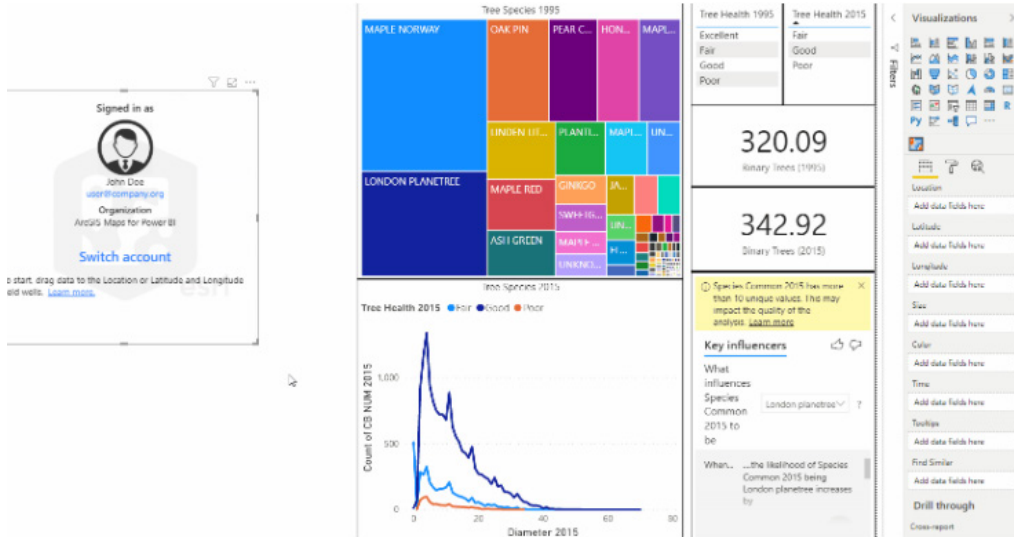 Signed in as
John Doe
user@company.org
Organization
ArcGIS Maps for Power BI
Switch account
start, drag data to the Location or Latitude and Longitude
eld wells. Learn more.
esri
Tree Species 1995
MAPLE NORWAY
OAK PIN
PEAR C...
HON...
MAPL...
LINDEN LIT...
PLANTI...
MAPL...
LIN...
LONDON PLANETREE
MAPLE RED
GINKGO
JA...
SWEETG...
LIN...
ASH GREEN
MAPLE ...
UNKNO...
Tree Species 2015
Tree Health 2015 Fair Good Poor
Count of CB NUM 2015
1,000
500
0
0 20 40 60 80
Diameter 2015
Tree Health 1995
Excellent
Fair
Good
Poor
Tree Health 2015
Fair
Good
Poor
320.09
Binary Trees (1995)
342.92
Binary Trees (2015)
Species Common 2015 has more
than 10 unique values. This may
impact the quality of the
analysis. Learn more
Key influencers
What
influences
Species
Common
2015 to
be
London planetree
?
When...
...the likelihood of Species
Common 2015 being
London planetree increases
by
Filters
Visualizations
R
Py
Location
Add data fields here
Latitude
Add data fields here
Longitude
Add data fields here
Size
Add data fields here
Color
Add data fields here
Time
Add data fields here
Tooltips
Add data fields here
Find Similar
Add data fields here
Drill through
Cross-report